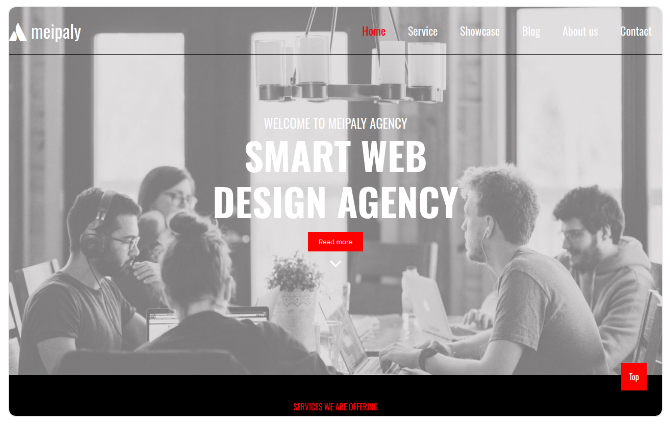 meipaly
Home Service Showcase Blog About us Contact
WELCOME TO MEIPALY AGENCY
SMART WEB
DESIGN AGENCY
Read more
Top
SERVICES WE ARE OFFERING